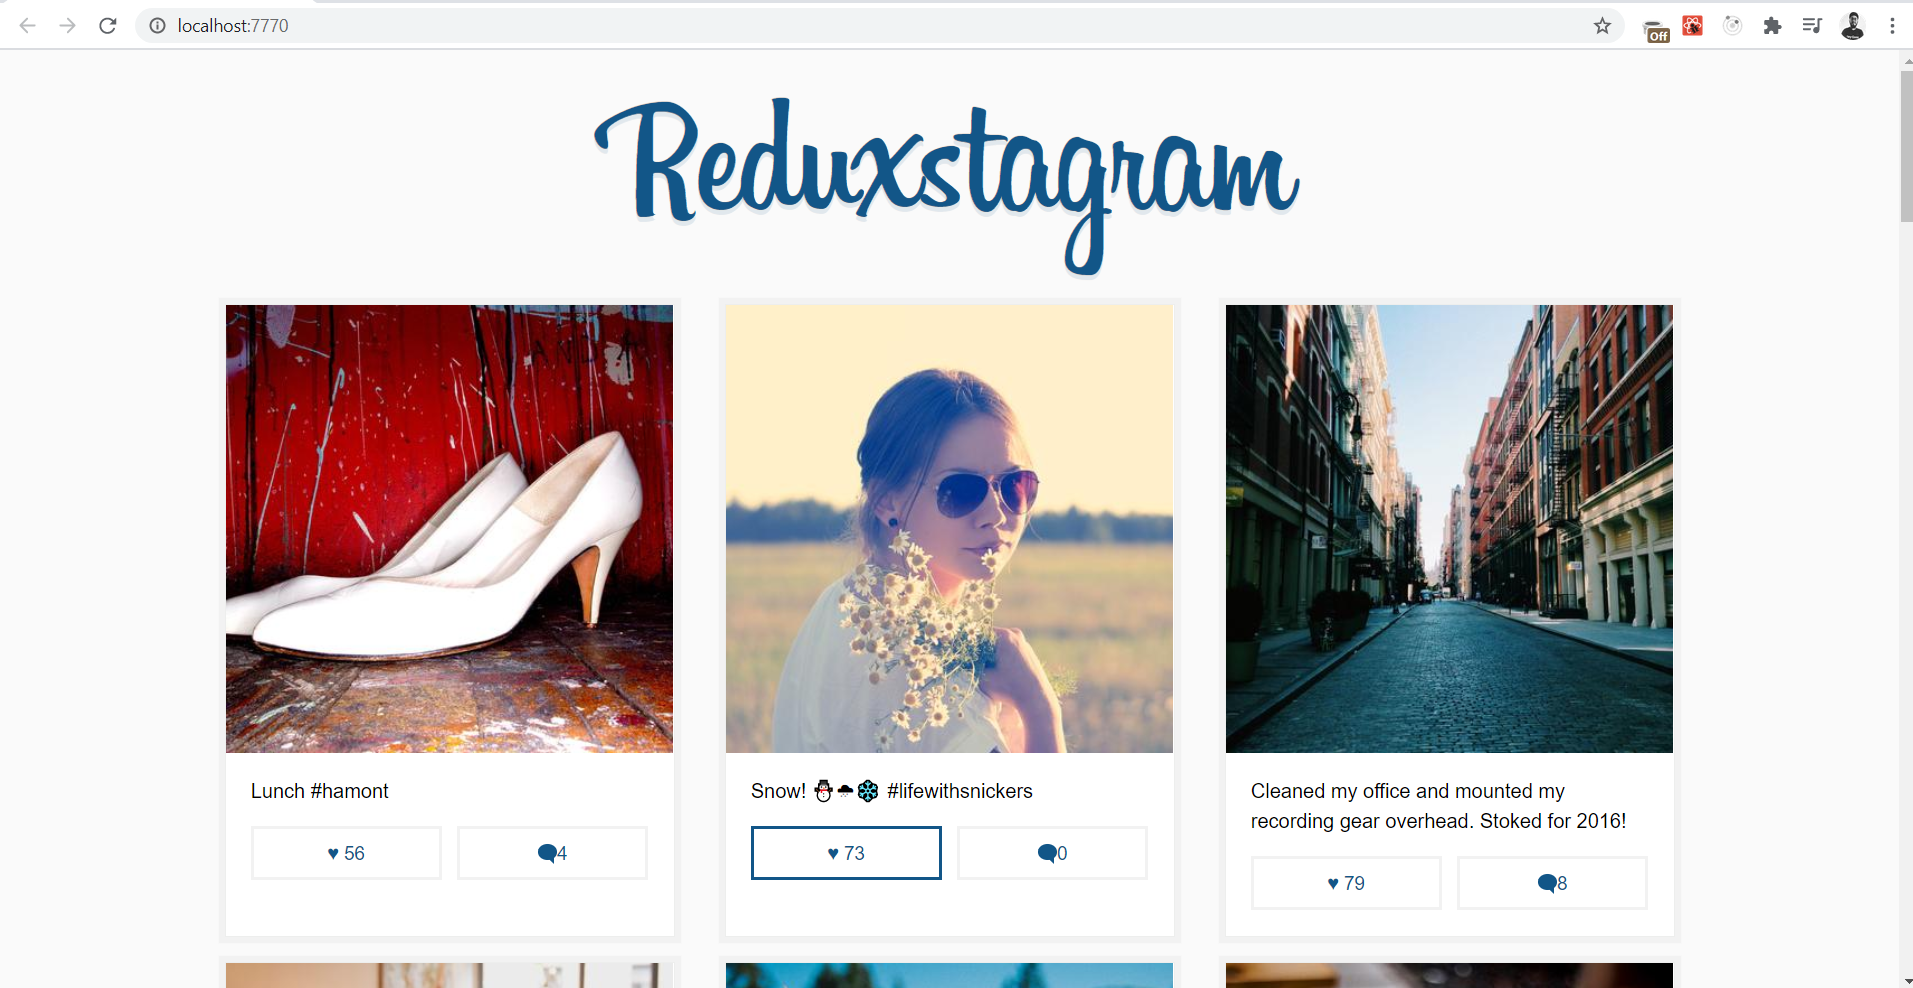 localhost:7770
Off
Reduxstagram
Lunch #hamont
♥ 56
4
Snow! ⛄🌨❄ #lifewithsnickers
♥ 73
0
Cleaned my office and mounted my
recording gear overhead. Stoked for 2016!
♥ 79
8